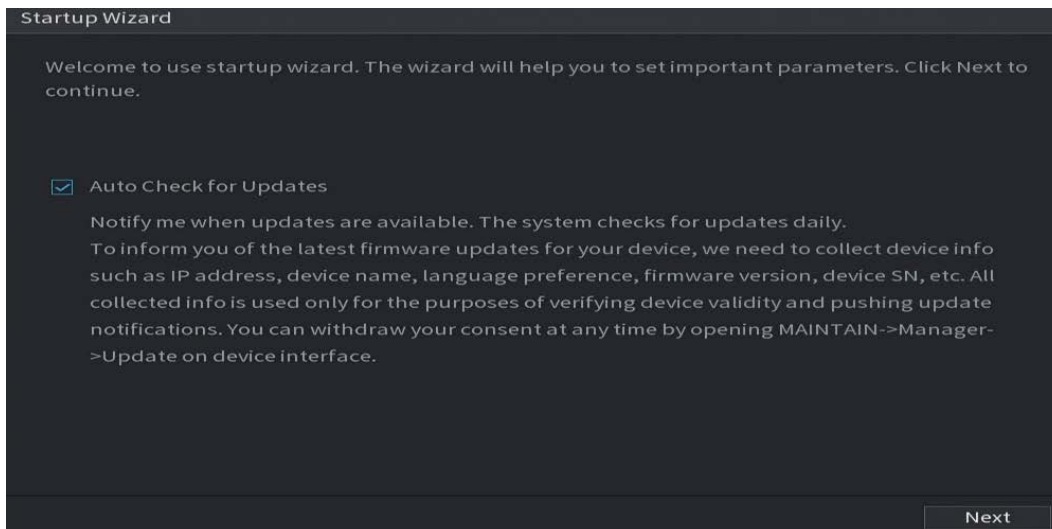 Startup Wizard
Welcome to use startup wizard. The wizard will help you to set important parameters. Click Next to
continue.
Auto Check for Updates
Notify me when updates are available. The system checks for updates daily.
To inform you of the latest firmware updates for your device, we need to collect device info
such as IP address, device name, language preference, firmware version, device SN, etc. All
collected info is used only for the purposes of verifying device validity and pushing update
notifications. You can withdraw your consent at any time by opening MAINTAIN->Manager-
>Update on device interface.
Next